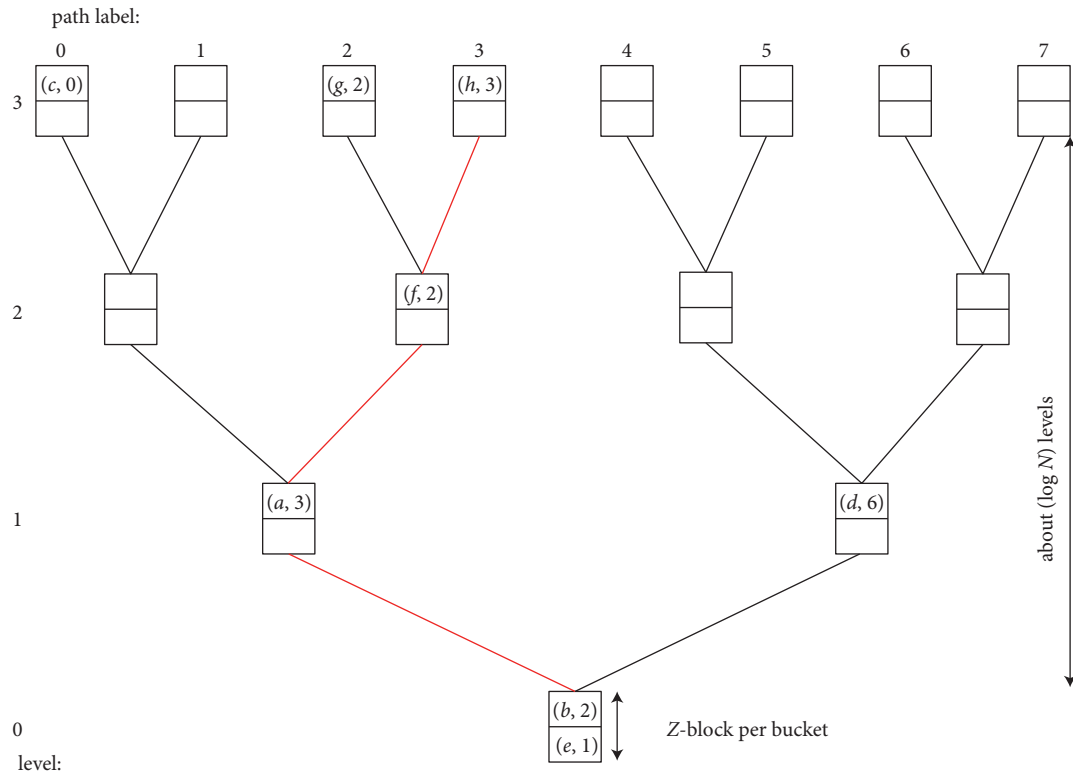 path label:
0 1 2 3 4 5 6 7
3 (c, 0) (g, 2) (h, 3)
2 (f, 2)
1 (a, 3) (d, 6)
about (log N) levels
0 (b, 2) Z-block per bucket
(e, 1)
level: